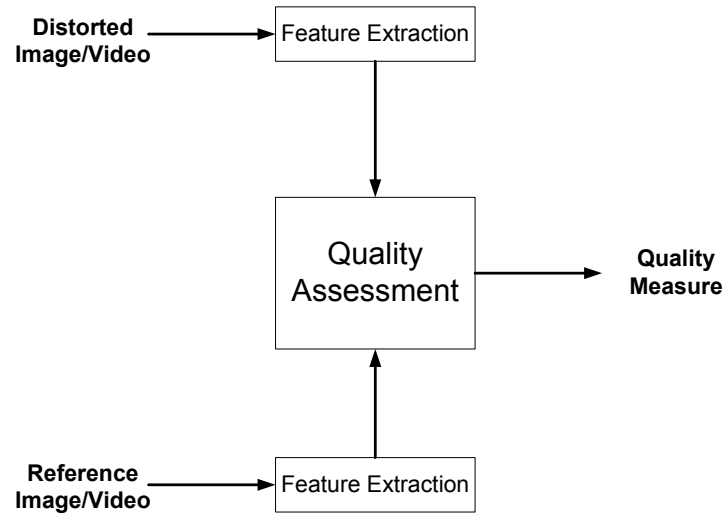 Distorted
Image/Video
Feature Extraction
Quality
Assessment
Quality
Measure
Reference
Image/Video
Feature Extraction